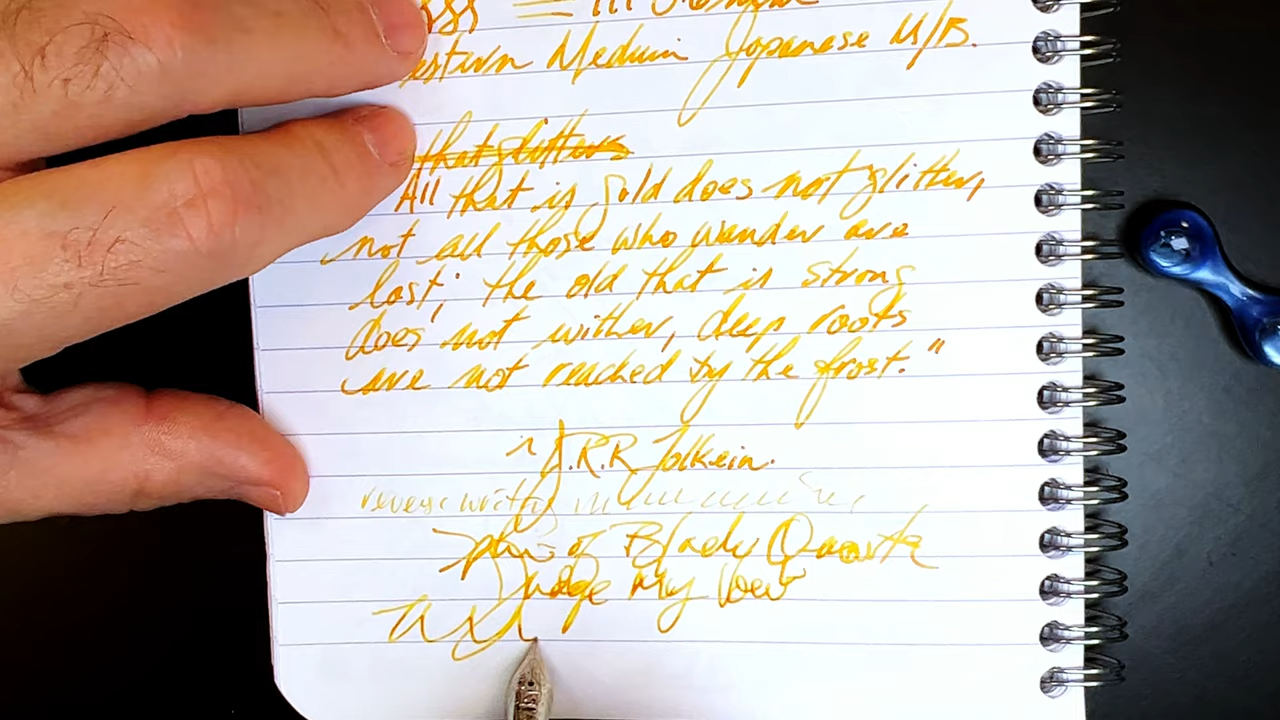 Medium Japanese M/B.
that glitters
All that is gold does not glitter,
not all those who wander are
lost; the old that is strong
does not wither, deep roots
are not reached by the frost."
~ J.R.R Tolkein.
reverse writing
of Black Quartz
Judge My Vow